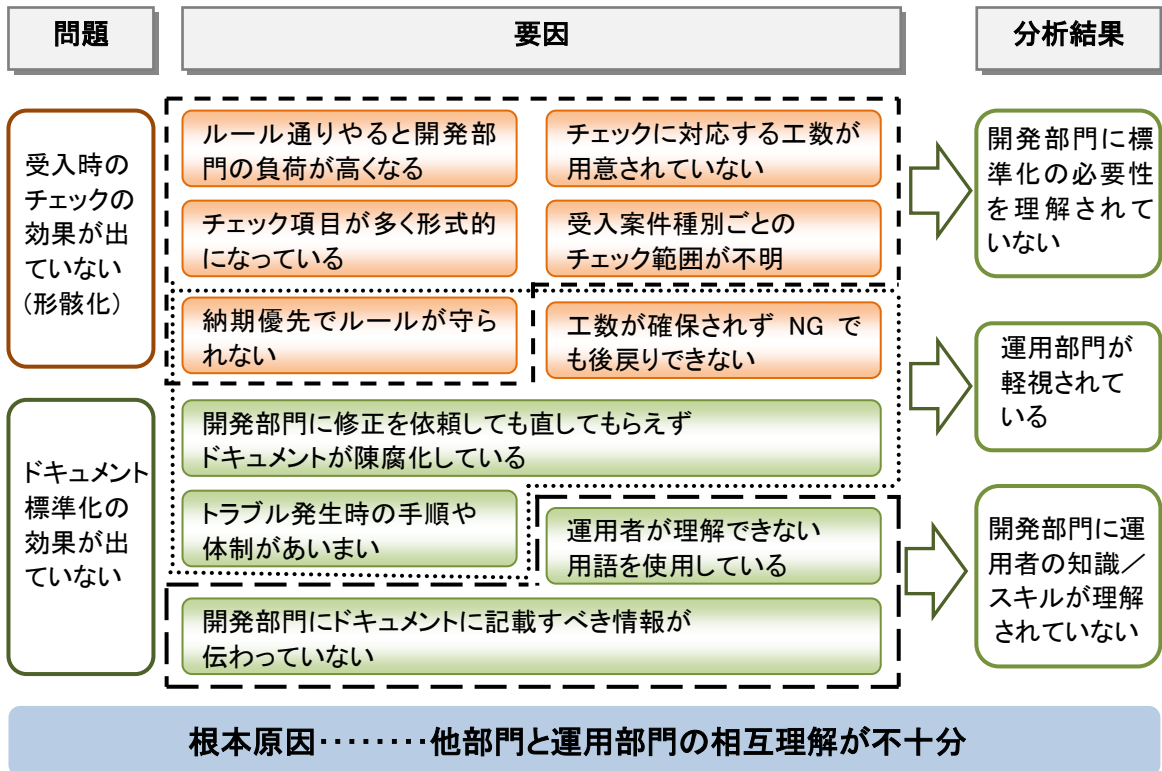 問題
要因
分析結果
受入時の
チェックの
効果が出
ていない
(形骸化)
ルール通りやると開発部
門の負荷が高くなる
チェックに対応する工数が
用意されていない
チェック項目が多く形式的
になっている
受入案件種別ごとの
チェック範囲が不明
納期優先でルールが守ら
れない
工数が確保されず NG で
も後戻りできない
開発部門に標
準化の必要性
を理解されて
いない
運用部門が
軽視されて
いる
ドキュメント
標準化の
効果が出
ていない
開発部門に修正を依頼しても直してもらえず
ドキュメントが陳腐化している
トラブル発生時の手順や
体制があいまい
運用者が理解できない
用語を使用している
開発部門にドキュメントに記載すべき情報が
伝わっていない
開発部門に運
用者の知識/
スキルが理解
されていない
根本原因‥‥‥‥他部門と運用部門の相互理解が不十分